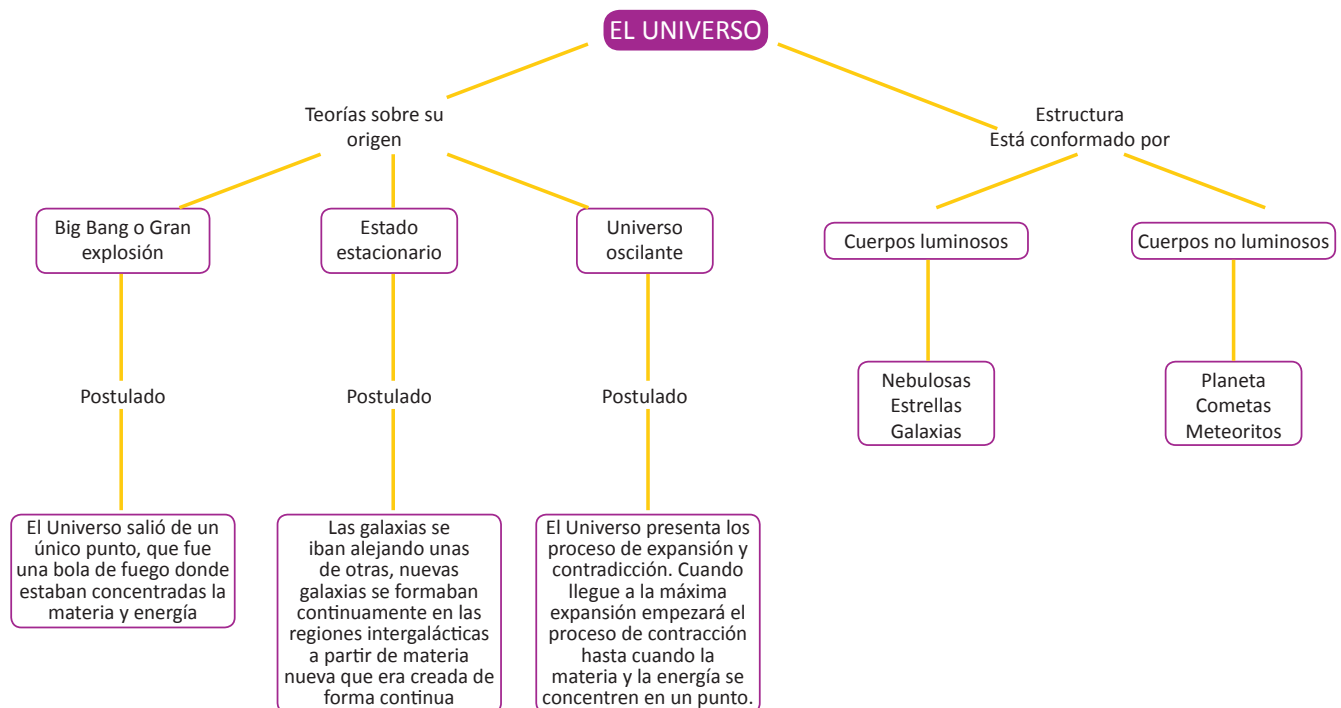 EL UNIVERSO
Teorías sobre su
origen
Estructura
Está conformado por
Big Bang o Gran
explosión
Estado
estacionario
Universo
oscilante
Cuerpos luminosos
Cuerpos no luminosos
Postulado
Postulado
Postulado
Nebulosas
Estrellas
Galaxias
Planeta
Cometas
Meteoritos
El Universo salió de un
único punto, que fue
una bola de fuego donde
estaban concentradas la
materia y energía
Las galaxias se
iban alejando unas
de otras, nuevas
galaxias se formaban
continuamente en las
regiones intergalácticas
a partir de materia
nueva que era creada de
forma continua
El Universo presenta los
proceso de expansión y
contradicción. Cuando
llegue a la máxima
expansión empezará el
proceso de contracción
hasta cuando la
materia y la energía se
concentren en un punto.